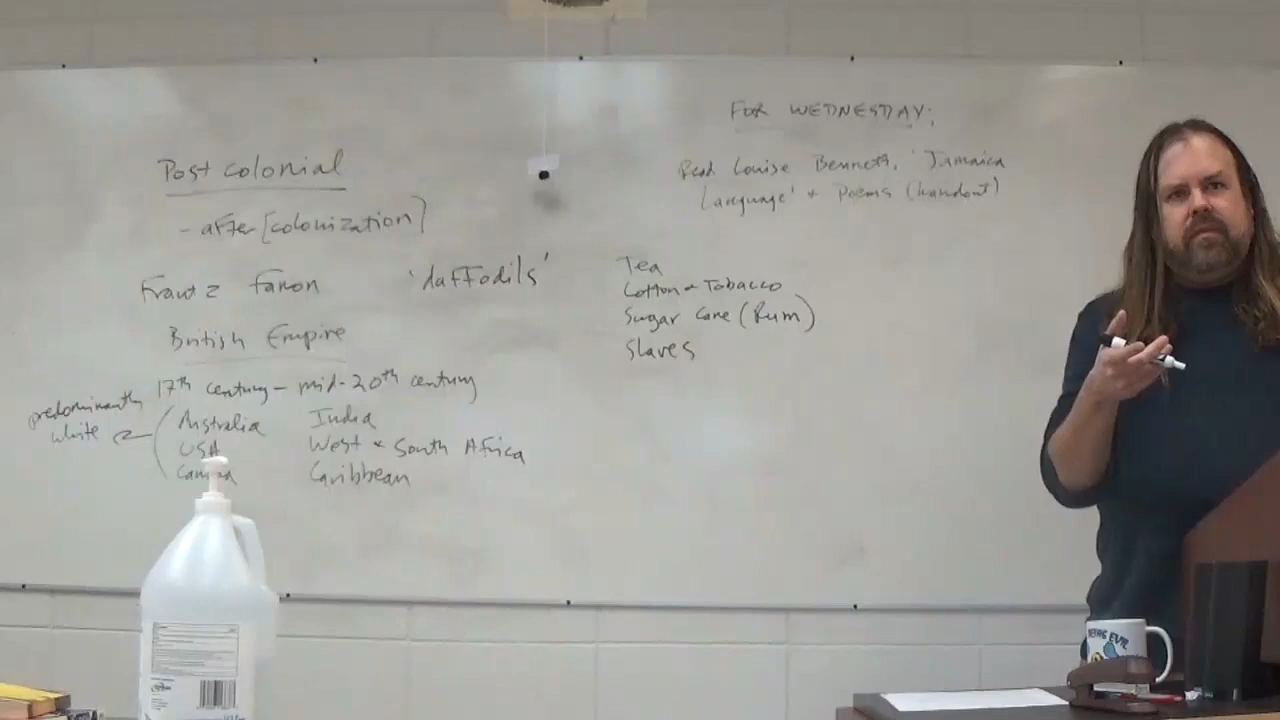 Post colonial
- after [colonization]
Frantz Fanon 'daffodils'
British Empire
17th century - mid-20th century
predominantly
white
Australia India
USA West & South Africa
Canada Caribbean
FOR WEDNESDAY:
Read Louise Bennett, 'Jamaica
Language' + Poems (handout)
Tea
Cotton & Tobacco
Sugar Cane (Rum)
Slaves
BEING EVIL